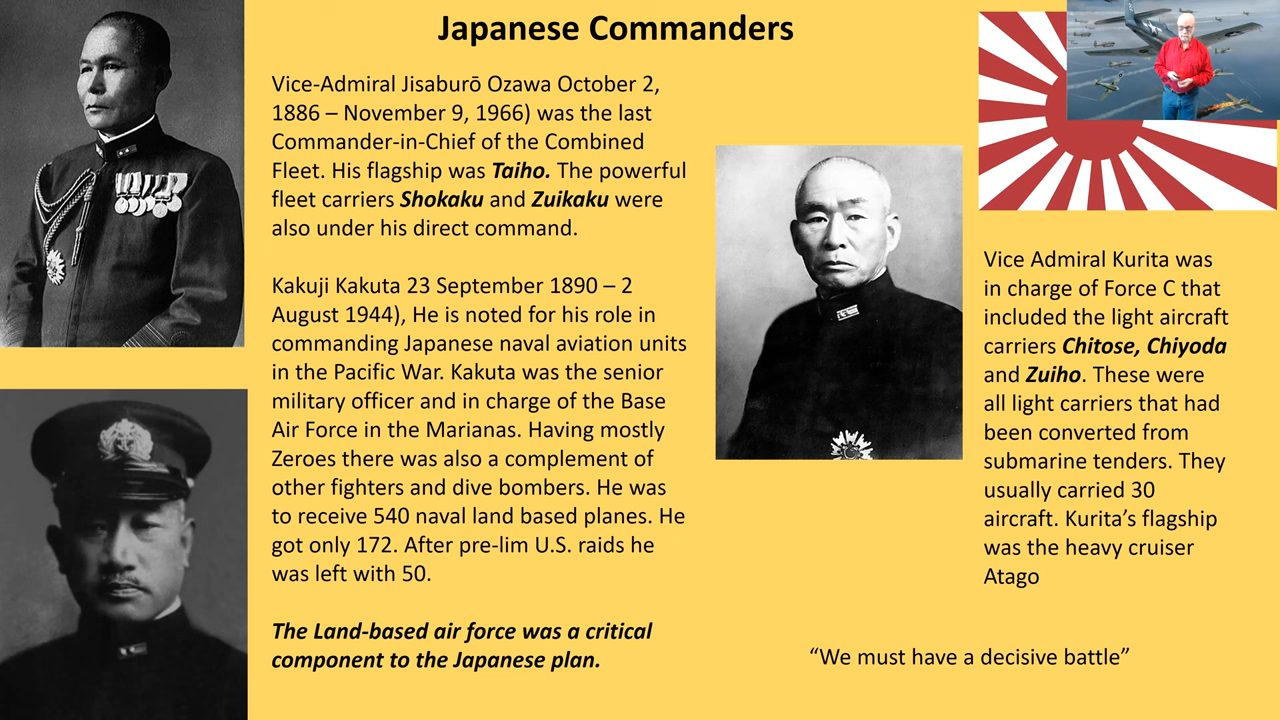 Japanese Commanders
Vice-Admiral Jisaburō Ozawa October 2,
1886 – November 9, 1966) was the last
Commander-in-Chief of the Combined
Fleet. His flagship was Taiho. The powerful
fleet carriers Shokaku and Zuikaku were
also under his direct command.
Kakuji Kakuta 23 September 1890 – 2
August 1944), He is noted for his role in
commanding Japanese naval aviation units
in the Pacific War. Kakuta was the senior
military officer and in charge of the Base
Air Force in the Marianas. Having mostly
Zeroes there was also a complement of
other fighters and dive bombers. He was
to receive 540 naval land based planes. He
got only 172. After pre-lim U.S. raids he
was left with 50.
The Land-based air force was a critical
component to the Japanese plan.
Vice Admiral Kurita was
in charge of Force C that
included the light aircraft
carriers Chitose, Chiyoda
and Zuiho. These were
all light carriers that had
been converted from
submarine tenders. They
usually carried 30
aircraft. Kurita’s flagship
was the heavy cruiser
Atago
“We must have a decisive battle”